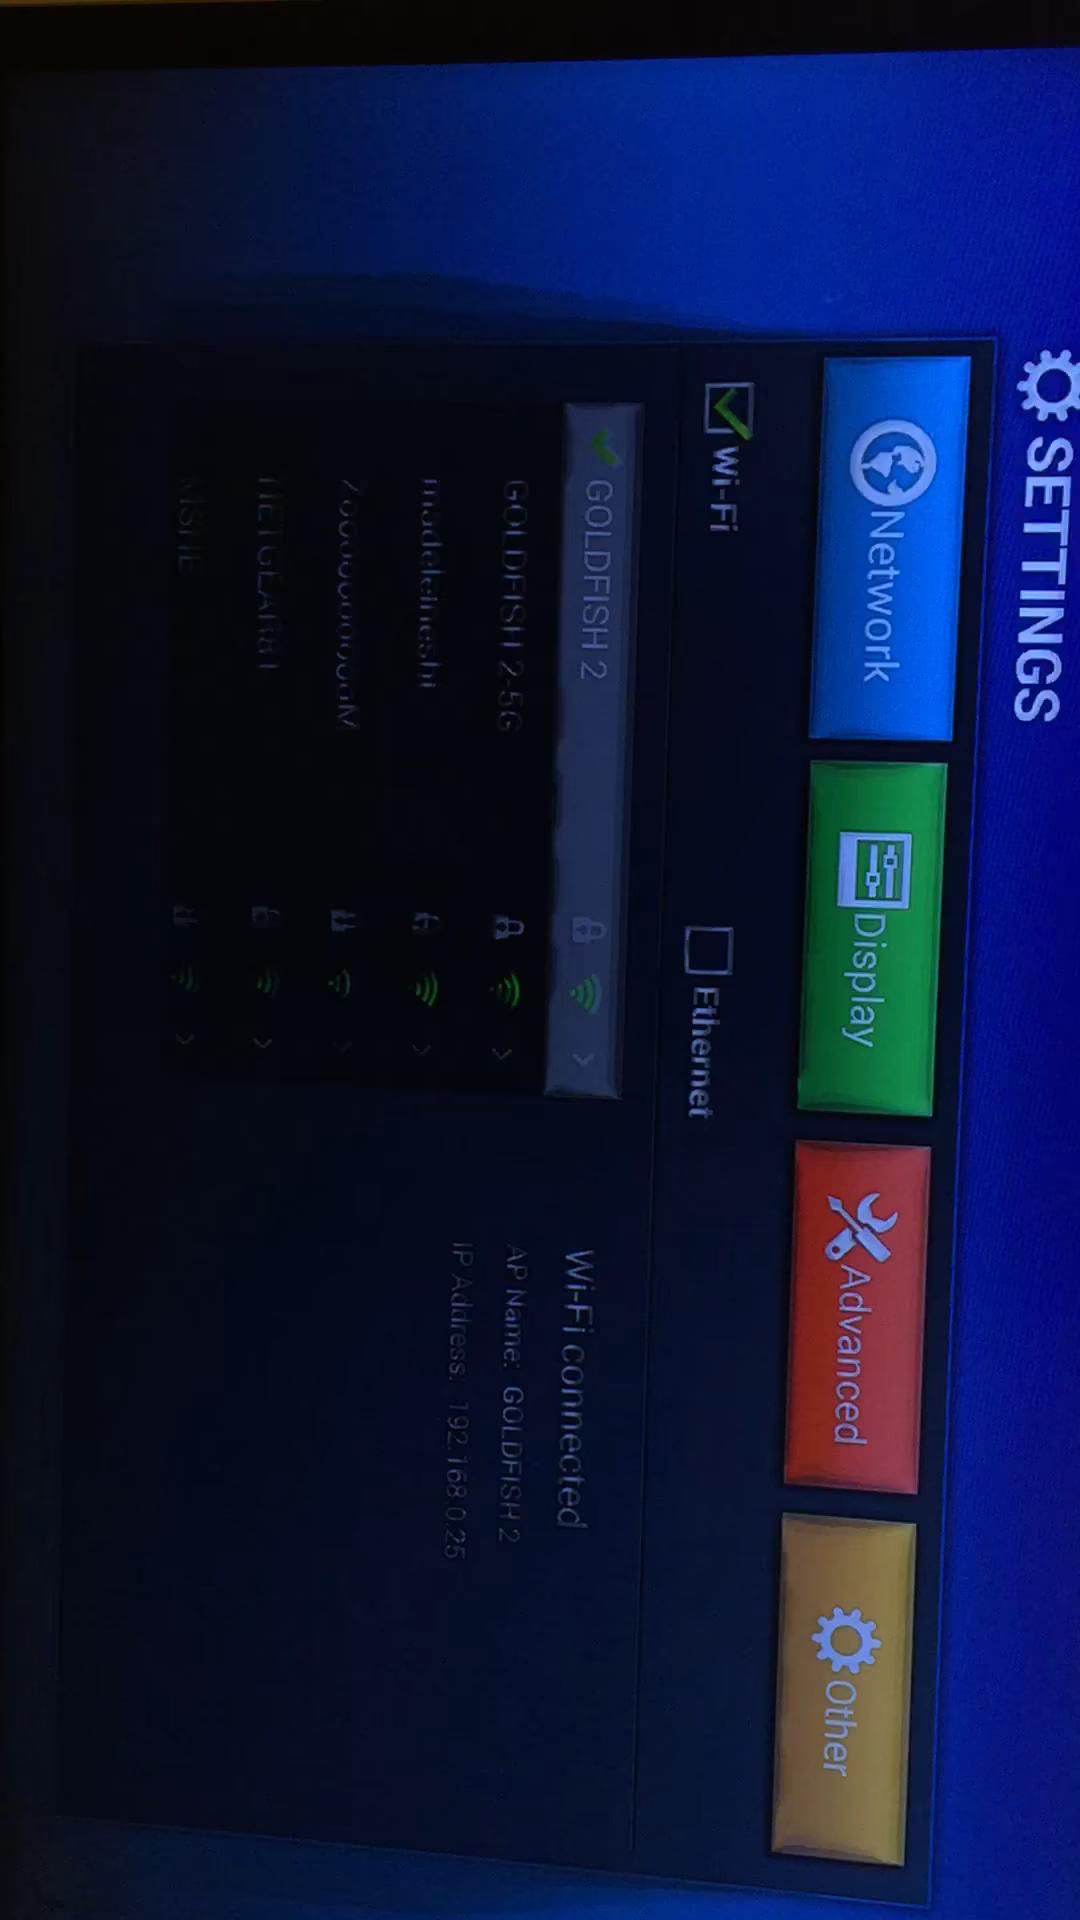 SETTINGS
Network Display Advanced Other
Wi-Fi Ethernet
GOLDFISH 2
GOLDFISH 2-5G
madeleineshi
Wi-Fi connected
AP Name: GOLDFISH 2
IP Address: 192.168.0.25